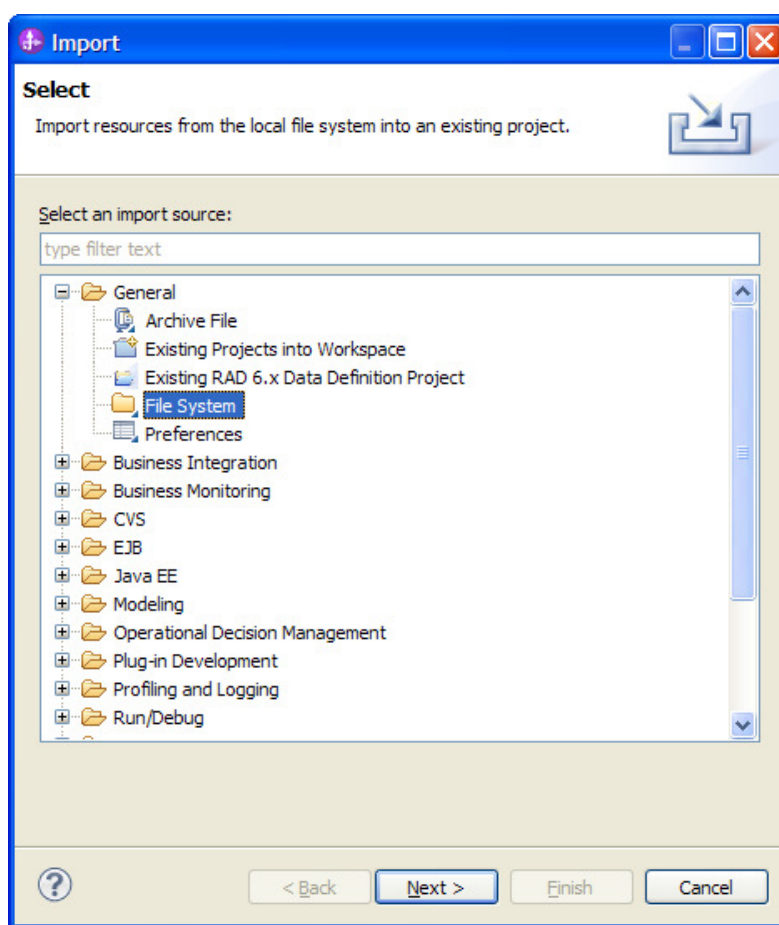 Import
Select
Import resources from the local file system into an existing project.
Select an import source:
type filter text
General
Archive File
Existing Projects into Workspace
Existing RAD 6.x Data Definition Project
File System
Preferences
Business Integration
Business Monitoring
CVS
EJB
Java EE
Modeling
Operational Decision Management
Plug-in Development
Profiling and Logging
Run/Debug
< Back Next > Finish Cancel